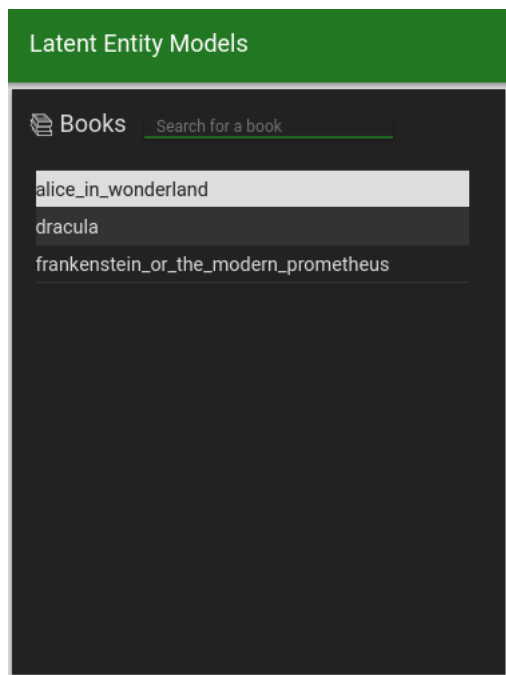 Latent Entity Models
Books
Search for a book
alice_in_wonderland
dracula
frankenstein_or_the_modern_prometheus